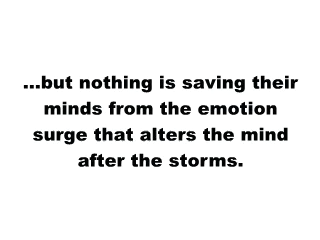 ...but nothing is saving their
minds from the emotion
surge that alters the mind
after the storms.